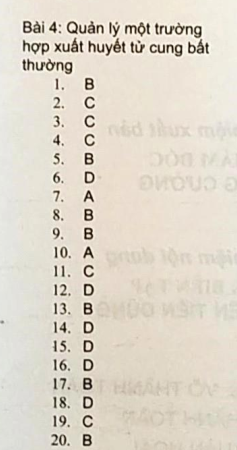 Bài 4: Quản lý một trường
hợp xuất huyết tử cung bất
thường
1. B
2. C
3. C
4. C
5. B
6. D
7. A
8. B
9. B
10. A
11. C
12. D
13. B
14. D
15. D
16. D
17. B
18. D
19. C
20. B